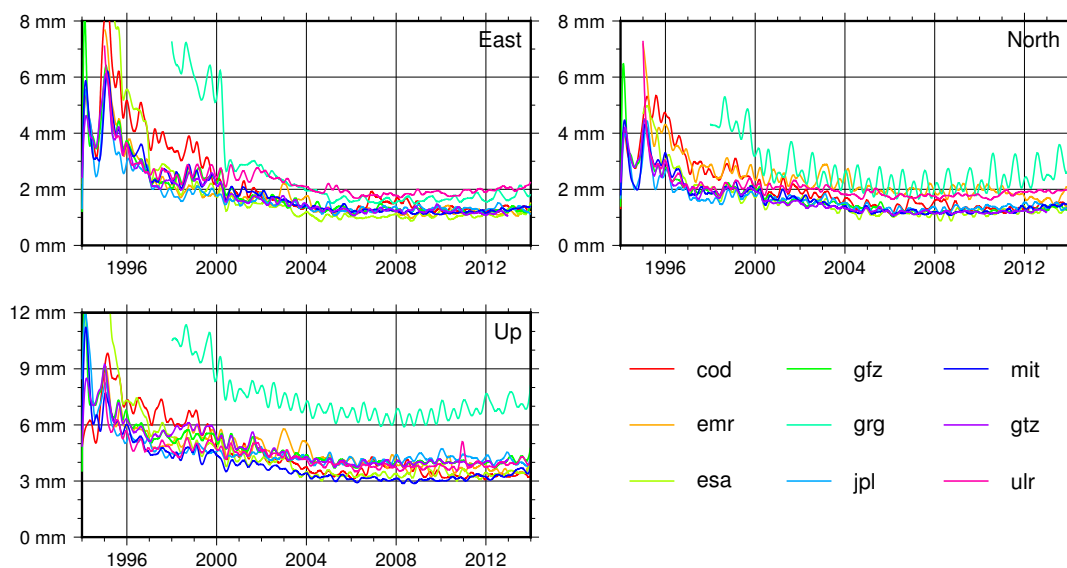 8 mm
6 mm
4 mm
2 mm
0 mm
East
1996 2000 2004 2008 2012
8 mm
6 mm
4 mm
2 mm
0 mm
North
1996 2000 2004 2008 2012
12 mm
9 mm
6 mm
3 mm
0 mm
Up
1996 2000 2004 2008 2012
cod gfz mit
emr grg gtz
esa jpl ulr